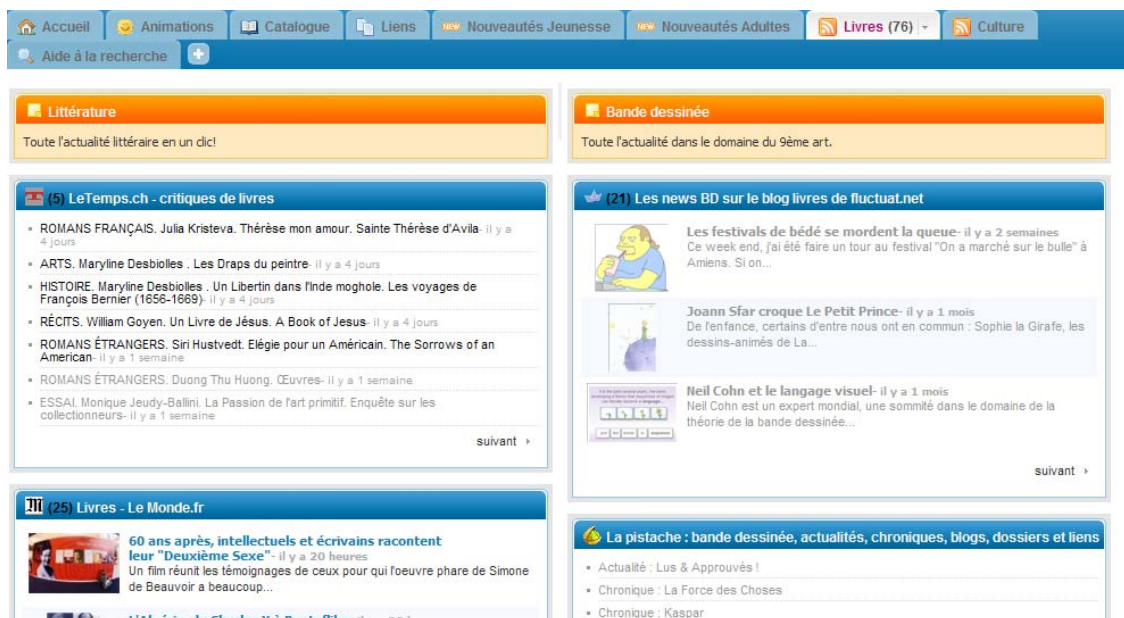 Accueil
Animations
Catalogue
Liens
NEW Nouveautés Jeunesse
NEW Nouveautés Adultes
Livres (76)
Culture
Aide à la recherche
Littérature
Toute l'actualité littéraire en un clic!
(5) LeTemps.ch - critiques de livres
ROMANS FRANÇAIS. Julia Kristeva. Thérèse mon amour. Sainte Thérèse d'Avila- il y a
4 jours
ARTS. Maryline Desbiolles . Les Draps du peintre- il y a 4 jours
HISTOIRE. Maryline Desbiolles . Un Libertin dans l'Inde moghole. Les voyages de
François Bernier (1656-1669)- il y a 4 jours
RÉCITS. William Goyen. Un Livre de Jésus. A Book of Jesus- il y a 4 jours
ROMANS ÉTRANGERS. Siri Hustvedt. Elégie pour un Américain. The Sorrows of an
American- il y a 1 semaine
ROMANS ÉTRANGERS. Duong Thu Huong. Œuvres- il y a 1 semaine
ESSAI. Monique Jeudy-Ballini. La Passion de l'art primitif. Enquête sur les
collectionneurs- il y a 1 semaine
suivant
(25) Livres - Le Monde.fr
60 ans après, intellectuels et écrivains racontent
leur "Deuxième Sexe"- il y a 20 heures
Un film réunit les témoignages de ceux pour qui l'oeuvre phare de Simone
de Beauvoir a beaucoup...
Bande dessinée
Toute l'actualité dans le domaine du 9ème art.
(21) Les news BD sur le blog livres de fluctuat.net
Les festivals de bédé se mordent la queue- il y a 2 semaines
Ce week end, j'ai été faire un tour au festival "On a marché sur le bulle" à
Amiens. Si on...
Joann Sfar croque Le Petit Prince- il y a 1 mois
De l'enfance, certains d'entre nous ont en commun : Sophie la Girafe, les
dessins-animés de La...
Neil Cohn et le langage visuel- il y a 1 mois
Neil Cohn est un expert mondial, une sommité dans le domaine de la
théorie de la bande dessinée...
suivant
La pistache : bande dessinée, actualités, chroniques, blogs, dossiers et liens
Actualité : Lus & Approuvés !
Chronique : La Force des Choses
Chronique : Kaspar